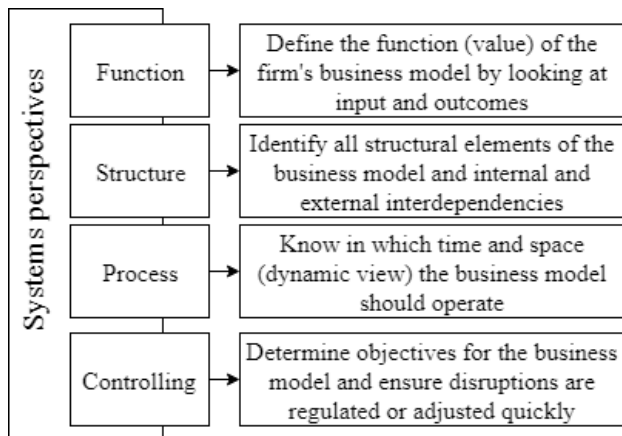 Systems perspectives
Function
Define the function (value) of the
firm's business model by looking at
input and outcomes
Structure
Identify all structural elements of the
business model and internal and
external interdependencies
Process
Know in which time and space
(dynamic view) the business model
should operate
Controlling
Determine objectives for the business
model and ensure disruptions are
regulated or adjusted quickly